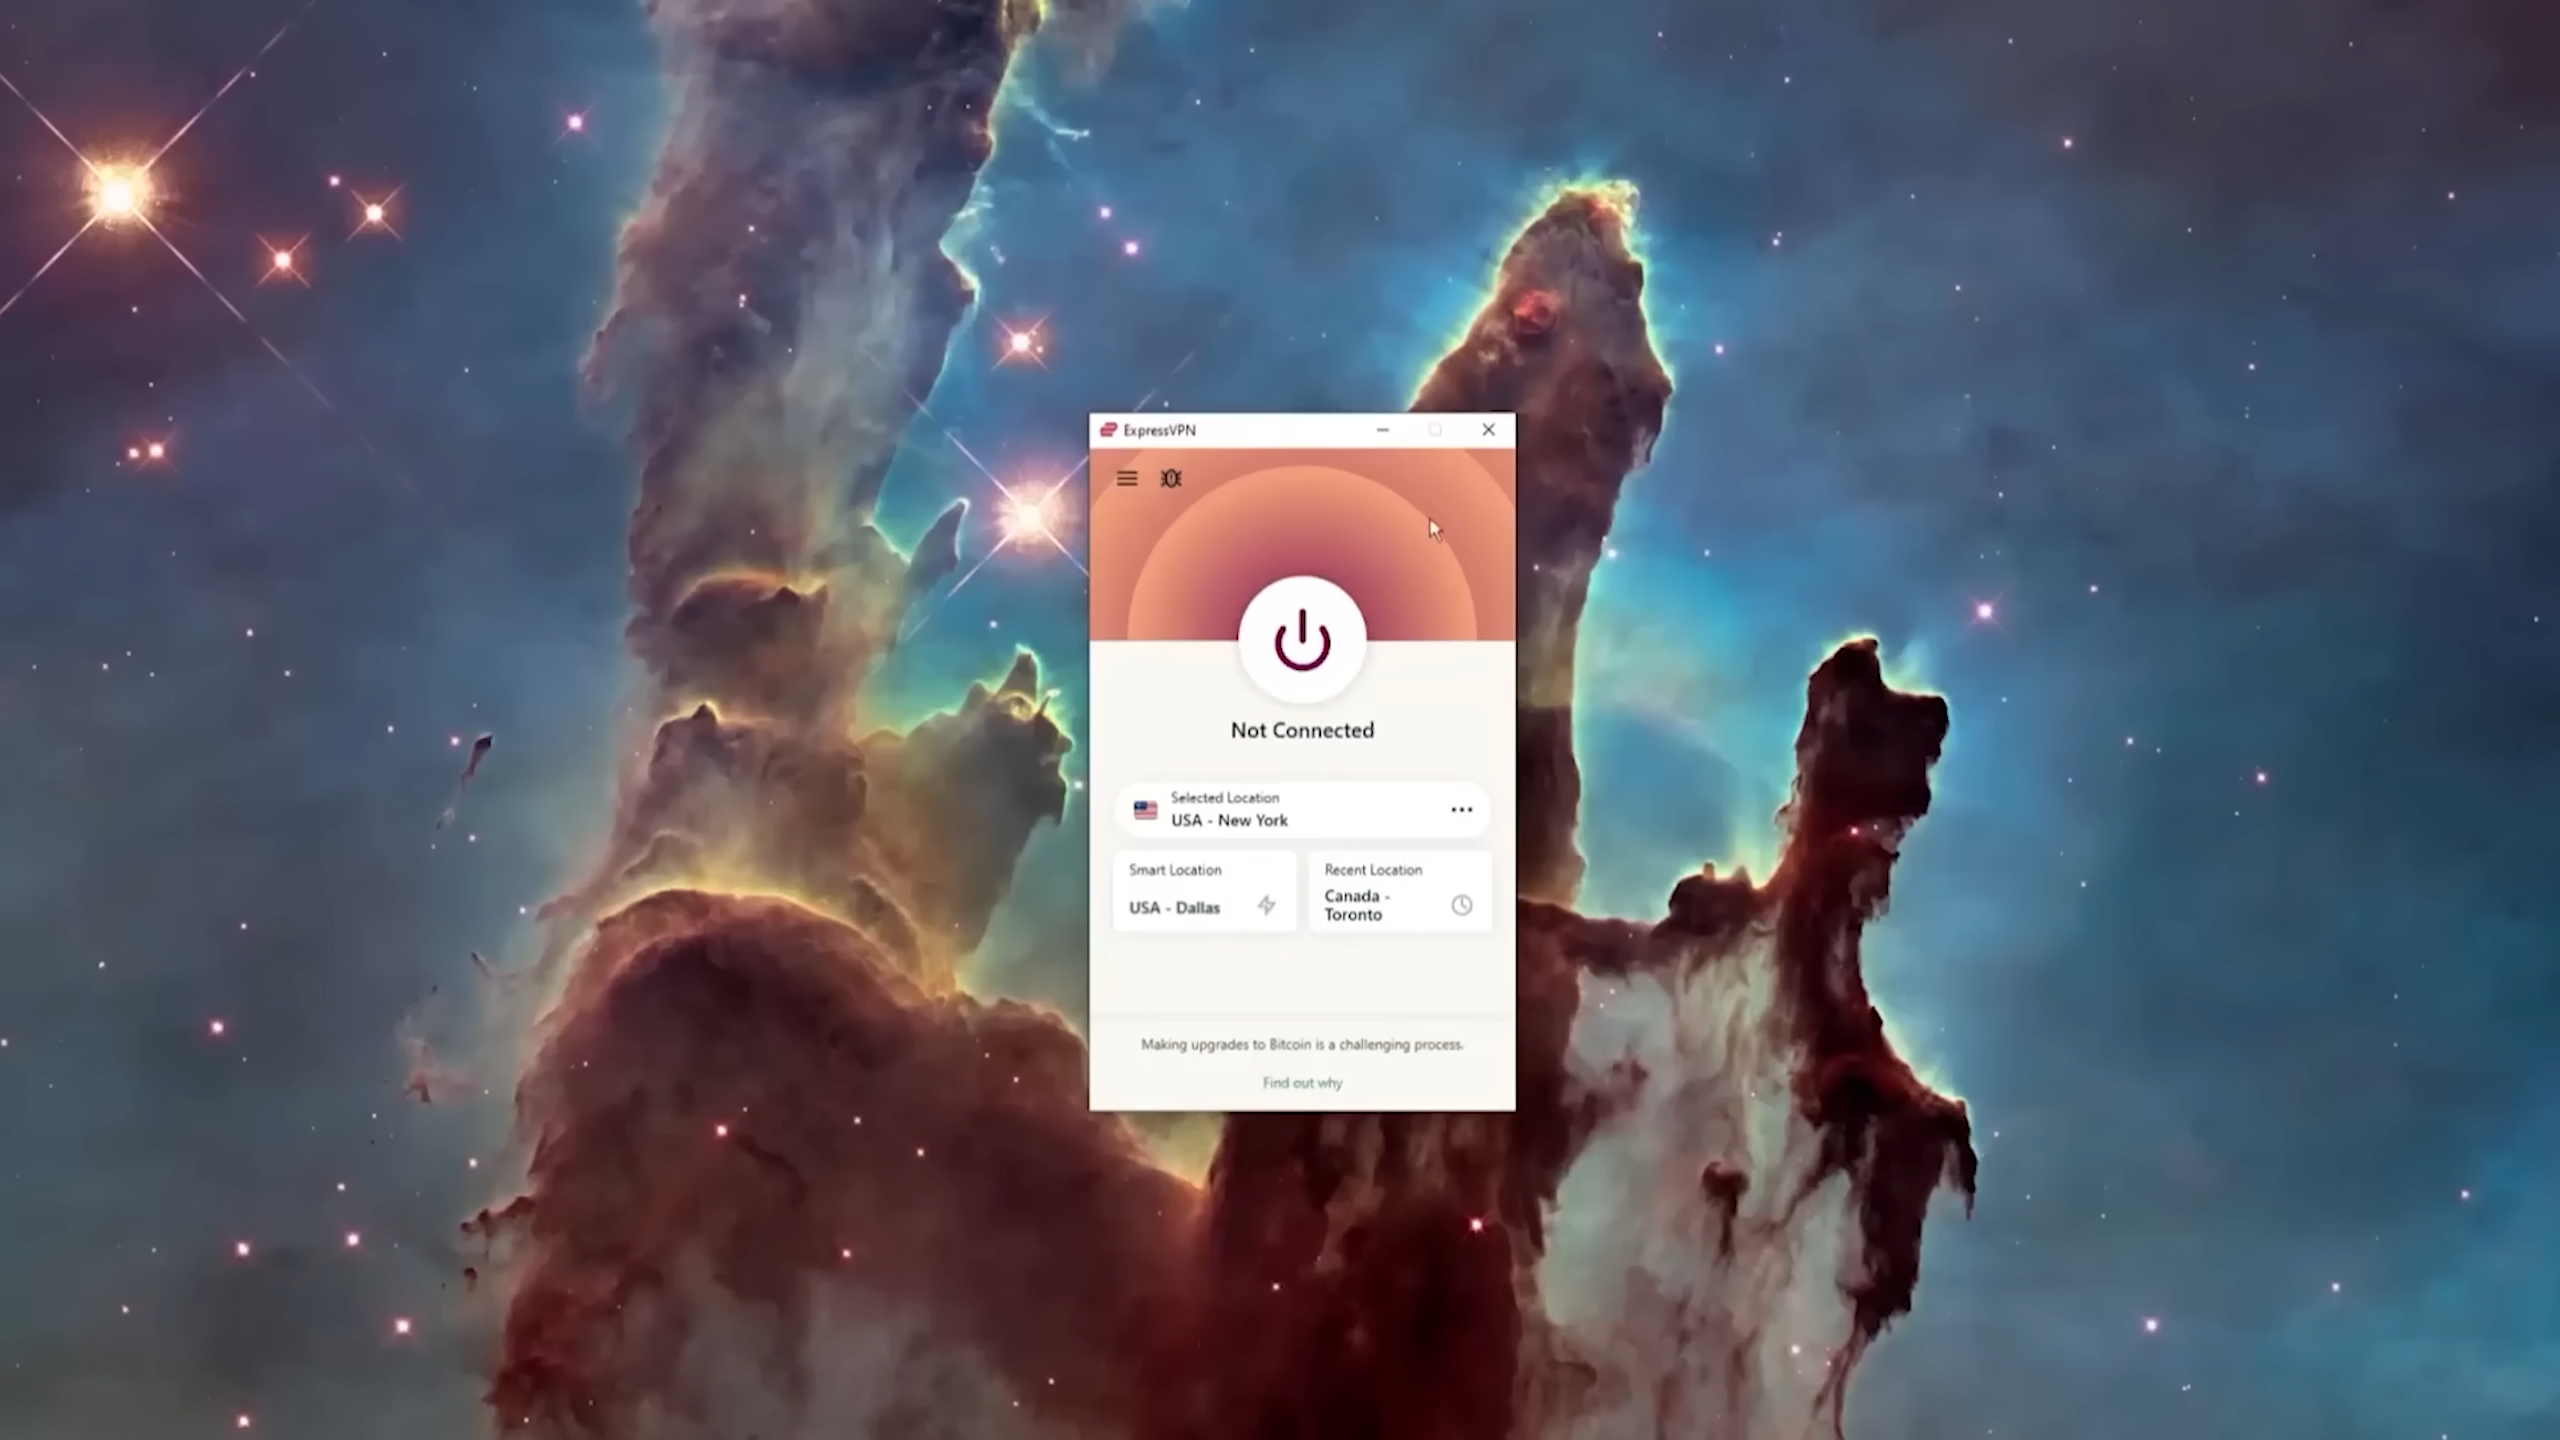 ExpressVPN
Not Connected
Selected Location
USA - New York
Smart Location
USA - Dallas
Recent Location
Canada -
Toronto
Making upgrades to Bitcoin is a challenging process.
Find out why